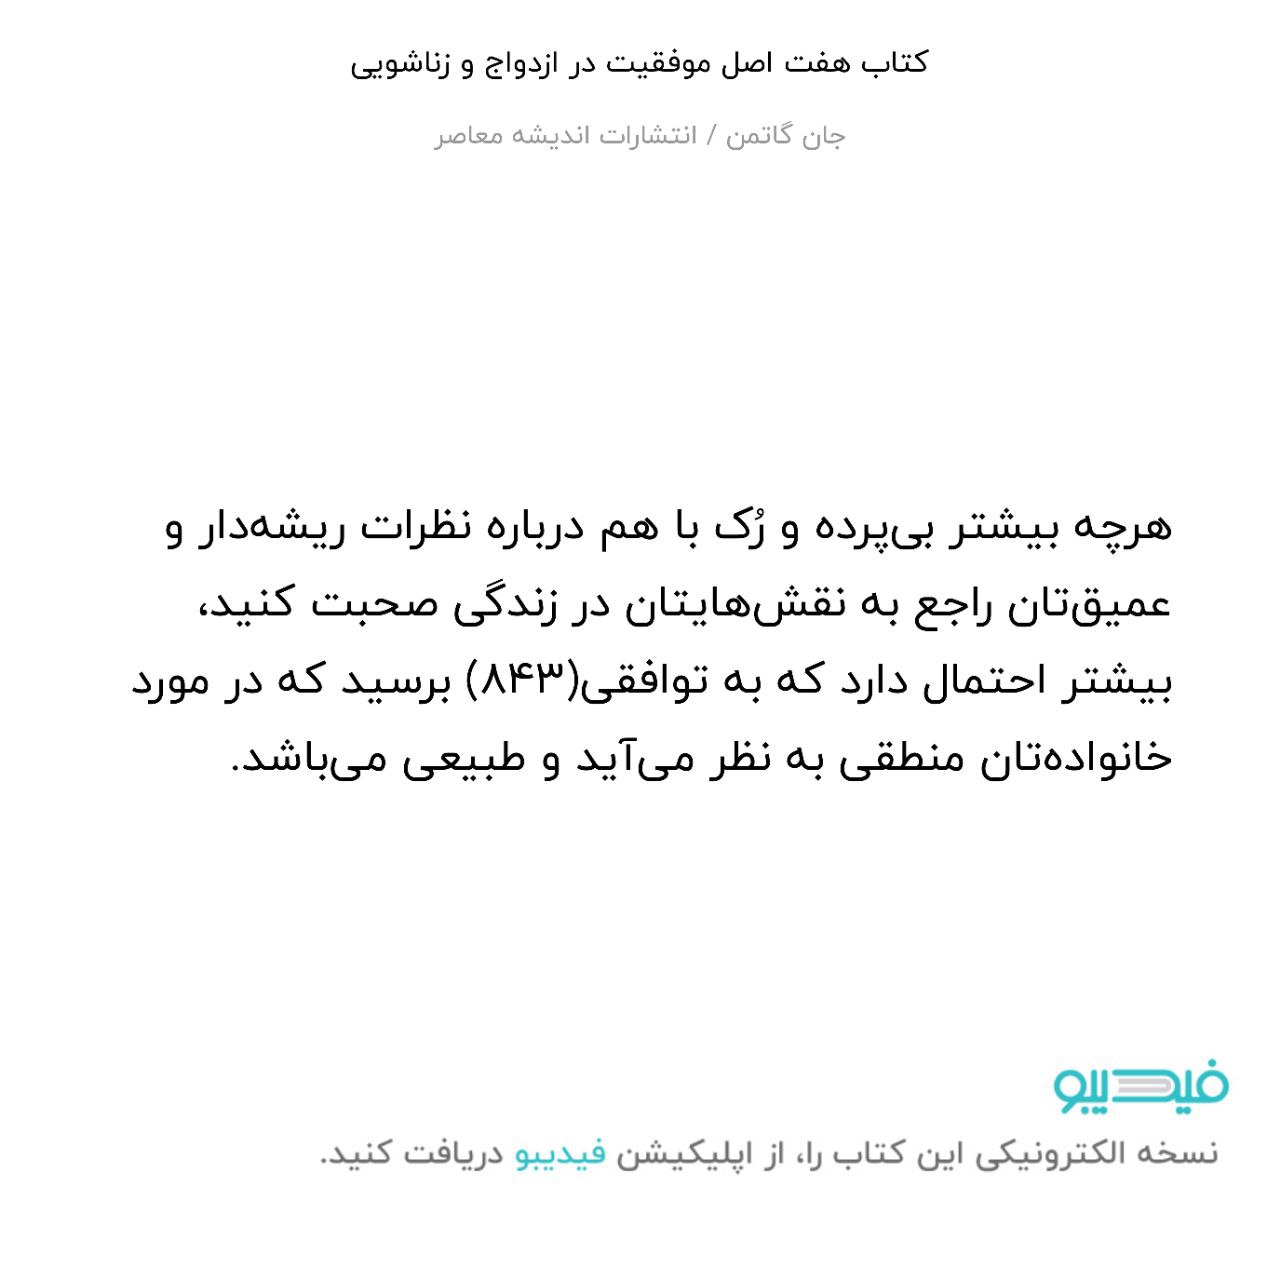 کتاب هفت اصل موفقیت در ازدواج و زناشویی
جان گاتمن / انتشارات اندیشه معاصر
هرچه بیشتر بی‌پرده و رُک با هم درباره نظرات ریشه‌دار و
عمیق‌تان راجع به نقش‌هایتان در زندگی صحبت کنید،
بیشتر احتمال دارد که به توافقی(۸۴۳) برسید که در مورد
خانواده‌تان منطقی به نظر می‌آید و طبیعی می‌باشد.
فیدیبو
نسخه الکترونیکی این کتاب را، از اپلیکیشن فیدیبو دریافت کنید.